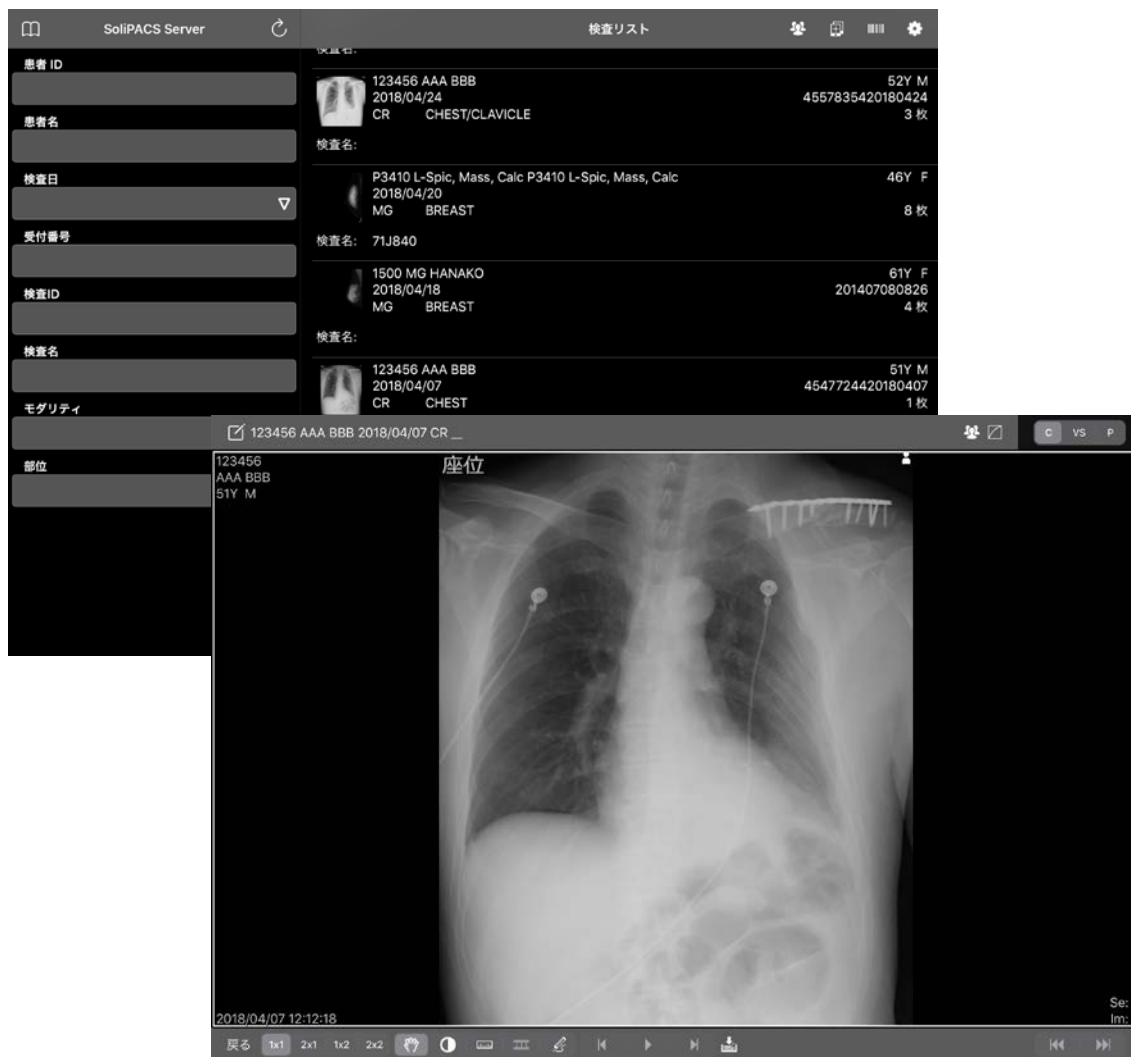 SoliPACS Server
検査リスト
患者 ID
患者名
検査日
受付番号
検査ID
検査名
モダリティ
部位
検査名:
123456 AAA BBB
52Y M
2018/04/24
4557835420180424
CR CHEST/CLAVICLE
3 枚
検査名:
P3410 L-Spic, Mass, Calc P3410 L-Spic, Mass, Calc
46Y F
2018/04/20
MG BREAST
8 枚
検査名: 71J840
1500 MG HANAKO
61Y F
2018/04/18
201407080826
MG BREAST
4 枚
検査名:
123456 AAA BBB
51Y M
2018/04/07
4547724420180407
CR CHEST
1 枚
123456 AAA BBB 2018/04/07 CR __
C VS P
123456
AAA BBB
51Y M
座位
2018/04/07 12:12:18
Se:
Im:
戻る 1x1 2x1 1x2 2x2